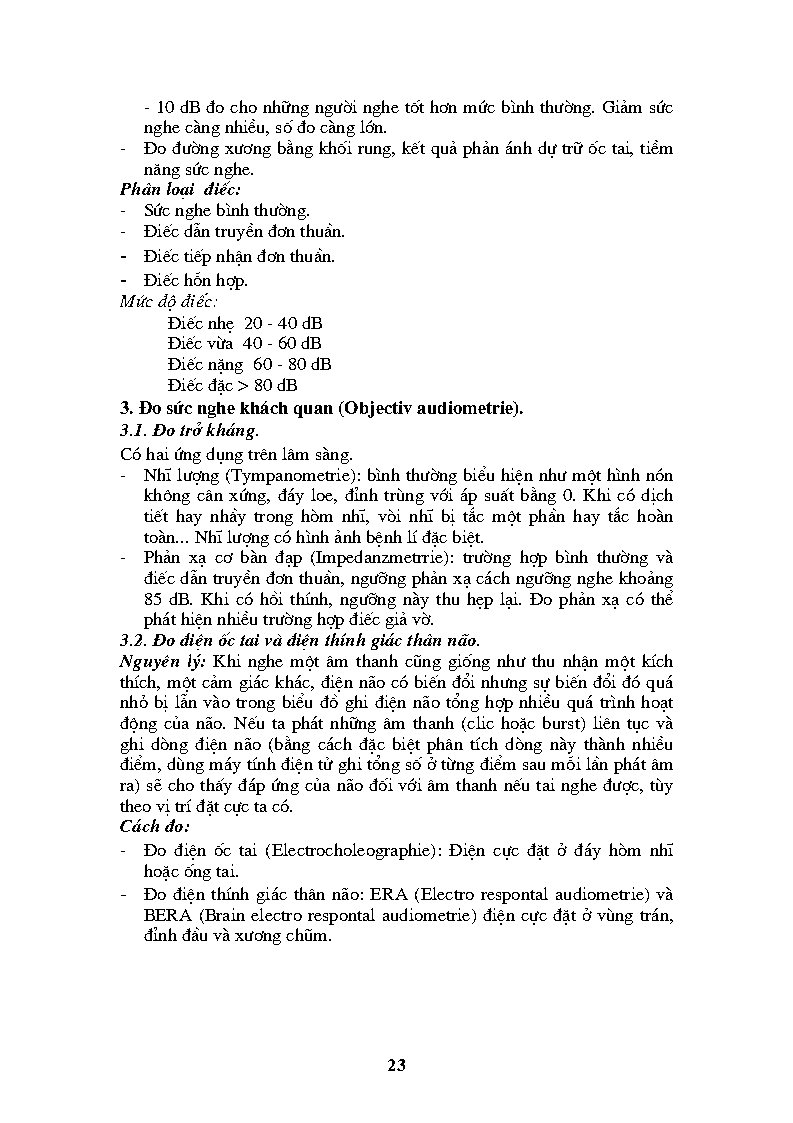 - 10 dB đo cho những người nghe tốt hơn mức bình thường. Giảm sức
nghe càng nhiều, số đo càng lớn.
- Đo đường xương bằng khối rung, kết quả phản ánh dự trữ ốc tai, tiềm
năng sức nghe.
Phân loại điếc:
- Sức nghe bình thường.
- Điếc dẫn truyền đơn thuần.
- Điếc tiếp nhận đơn thuần.
- Điếc hỗn hợp.
Mức độ điếc:
Điếc nhẹ 20 - 40 dB
Điếc vừa 40 - 60 dB
Điếc nặng 60 - 80 dB
Điếc đặc > 80 dB
3. Đo sức nghe khách quan (Objectiv audiometrie).
3.1. Đo trở kháng.
Có hai ứng dụng trên lâm sàng.
- Nhĩ lượng (Tympanometrie): bình thường biểu hiện như một hình nón
không cân xứng, đáy loe, đỉnh trùng với áp suất bằng 0. Khi có dịch
tiết hay nhầy trong hòm nhĩ, vòi nhĩ bị tắc một phần hay tắc hoàn
toàn... Nhĩ lượng có hình ảnh bệnh lí đặc biệt.
- Phản xạ cơ bàn đạp (Impedanzmetrrie): trường hợp bình thường và
điếc dẫn truyền đơn thuần, ngưỡng phản xạ cách ngưỡng nghe khoảng
85 dB. Khi có hồi thính, ngưỡng này thu hẹp lại. Đo phản xạ có thể
phát hiện nhiều trường hợp điếc giả vờ.
3.2. Đo điện ốc tai và điện thính giác thân não.
Nguyên lý: Khi nghe một âm thanh cũng giống như thu nhận một kích
thích, một cảm giác khác, điện não có biến đổi nhưng sự biến đổi đó quá
nhỏ bị lẫn vào trong biểu đồ ghi điện não tổng hợp nhiều quá trình hoạt
động của não. Nếu ta phát những âm thanh (clic hoặc burst) liên tục và
ghi dòng điện não (bằng cách đặc biệt phân tích dòng này thành nhiều
điểm, dùng máy tính điện tử ghi tổng số ở từng điểm sau mỗi lần phát âm
ra) sẽ cho thấy đáp ứng của não đối với âm thanh nếu tai nghe được, tùy
theo vị trí đặt cực ta có.
Cách đo:
- Đo điện ốc tai (Electrocholeographie): Điện cực đặt ở đáy hòm nhĩ
hoặc ống tai.
- Đo điện thính giác thân não: ERA (Electro respontal audiometrie) và
BERA (Brain electro respontal audiometrie) điện cực đặt ở vùng trán,
đỉnh đầu và xương chũm.
23